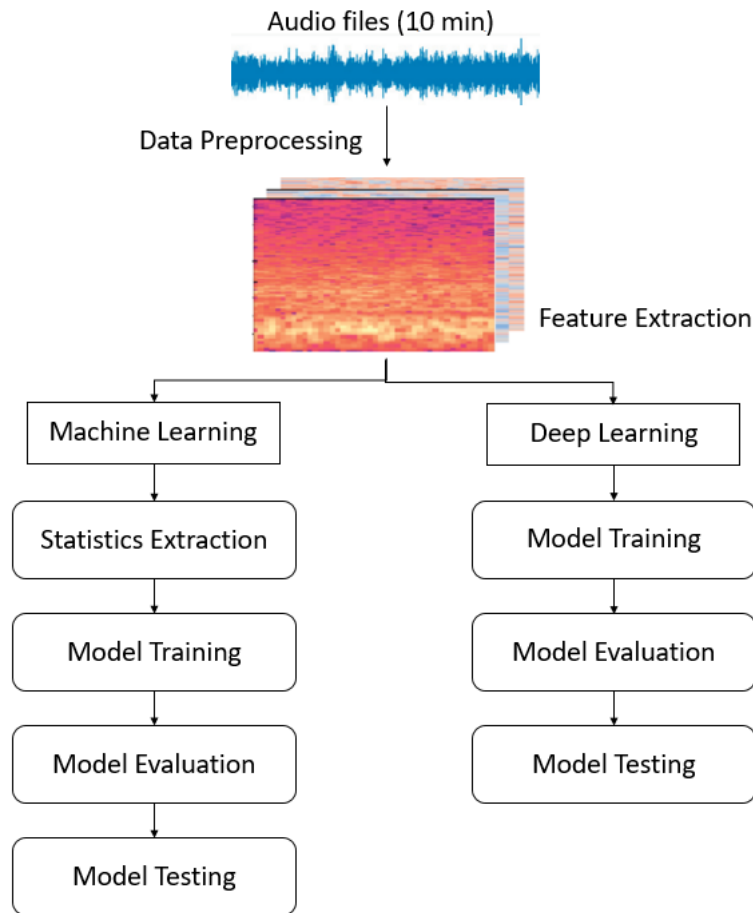 Audio files (10 min)
Data Preprocessing
Feature Extraction
Machine Learning
Deep Learning
Statistics Extraction
Model Training
Model Training
Model Evaluation
Model Evaluation
Model Testing
Model Testing